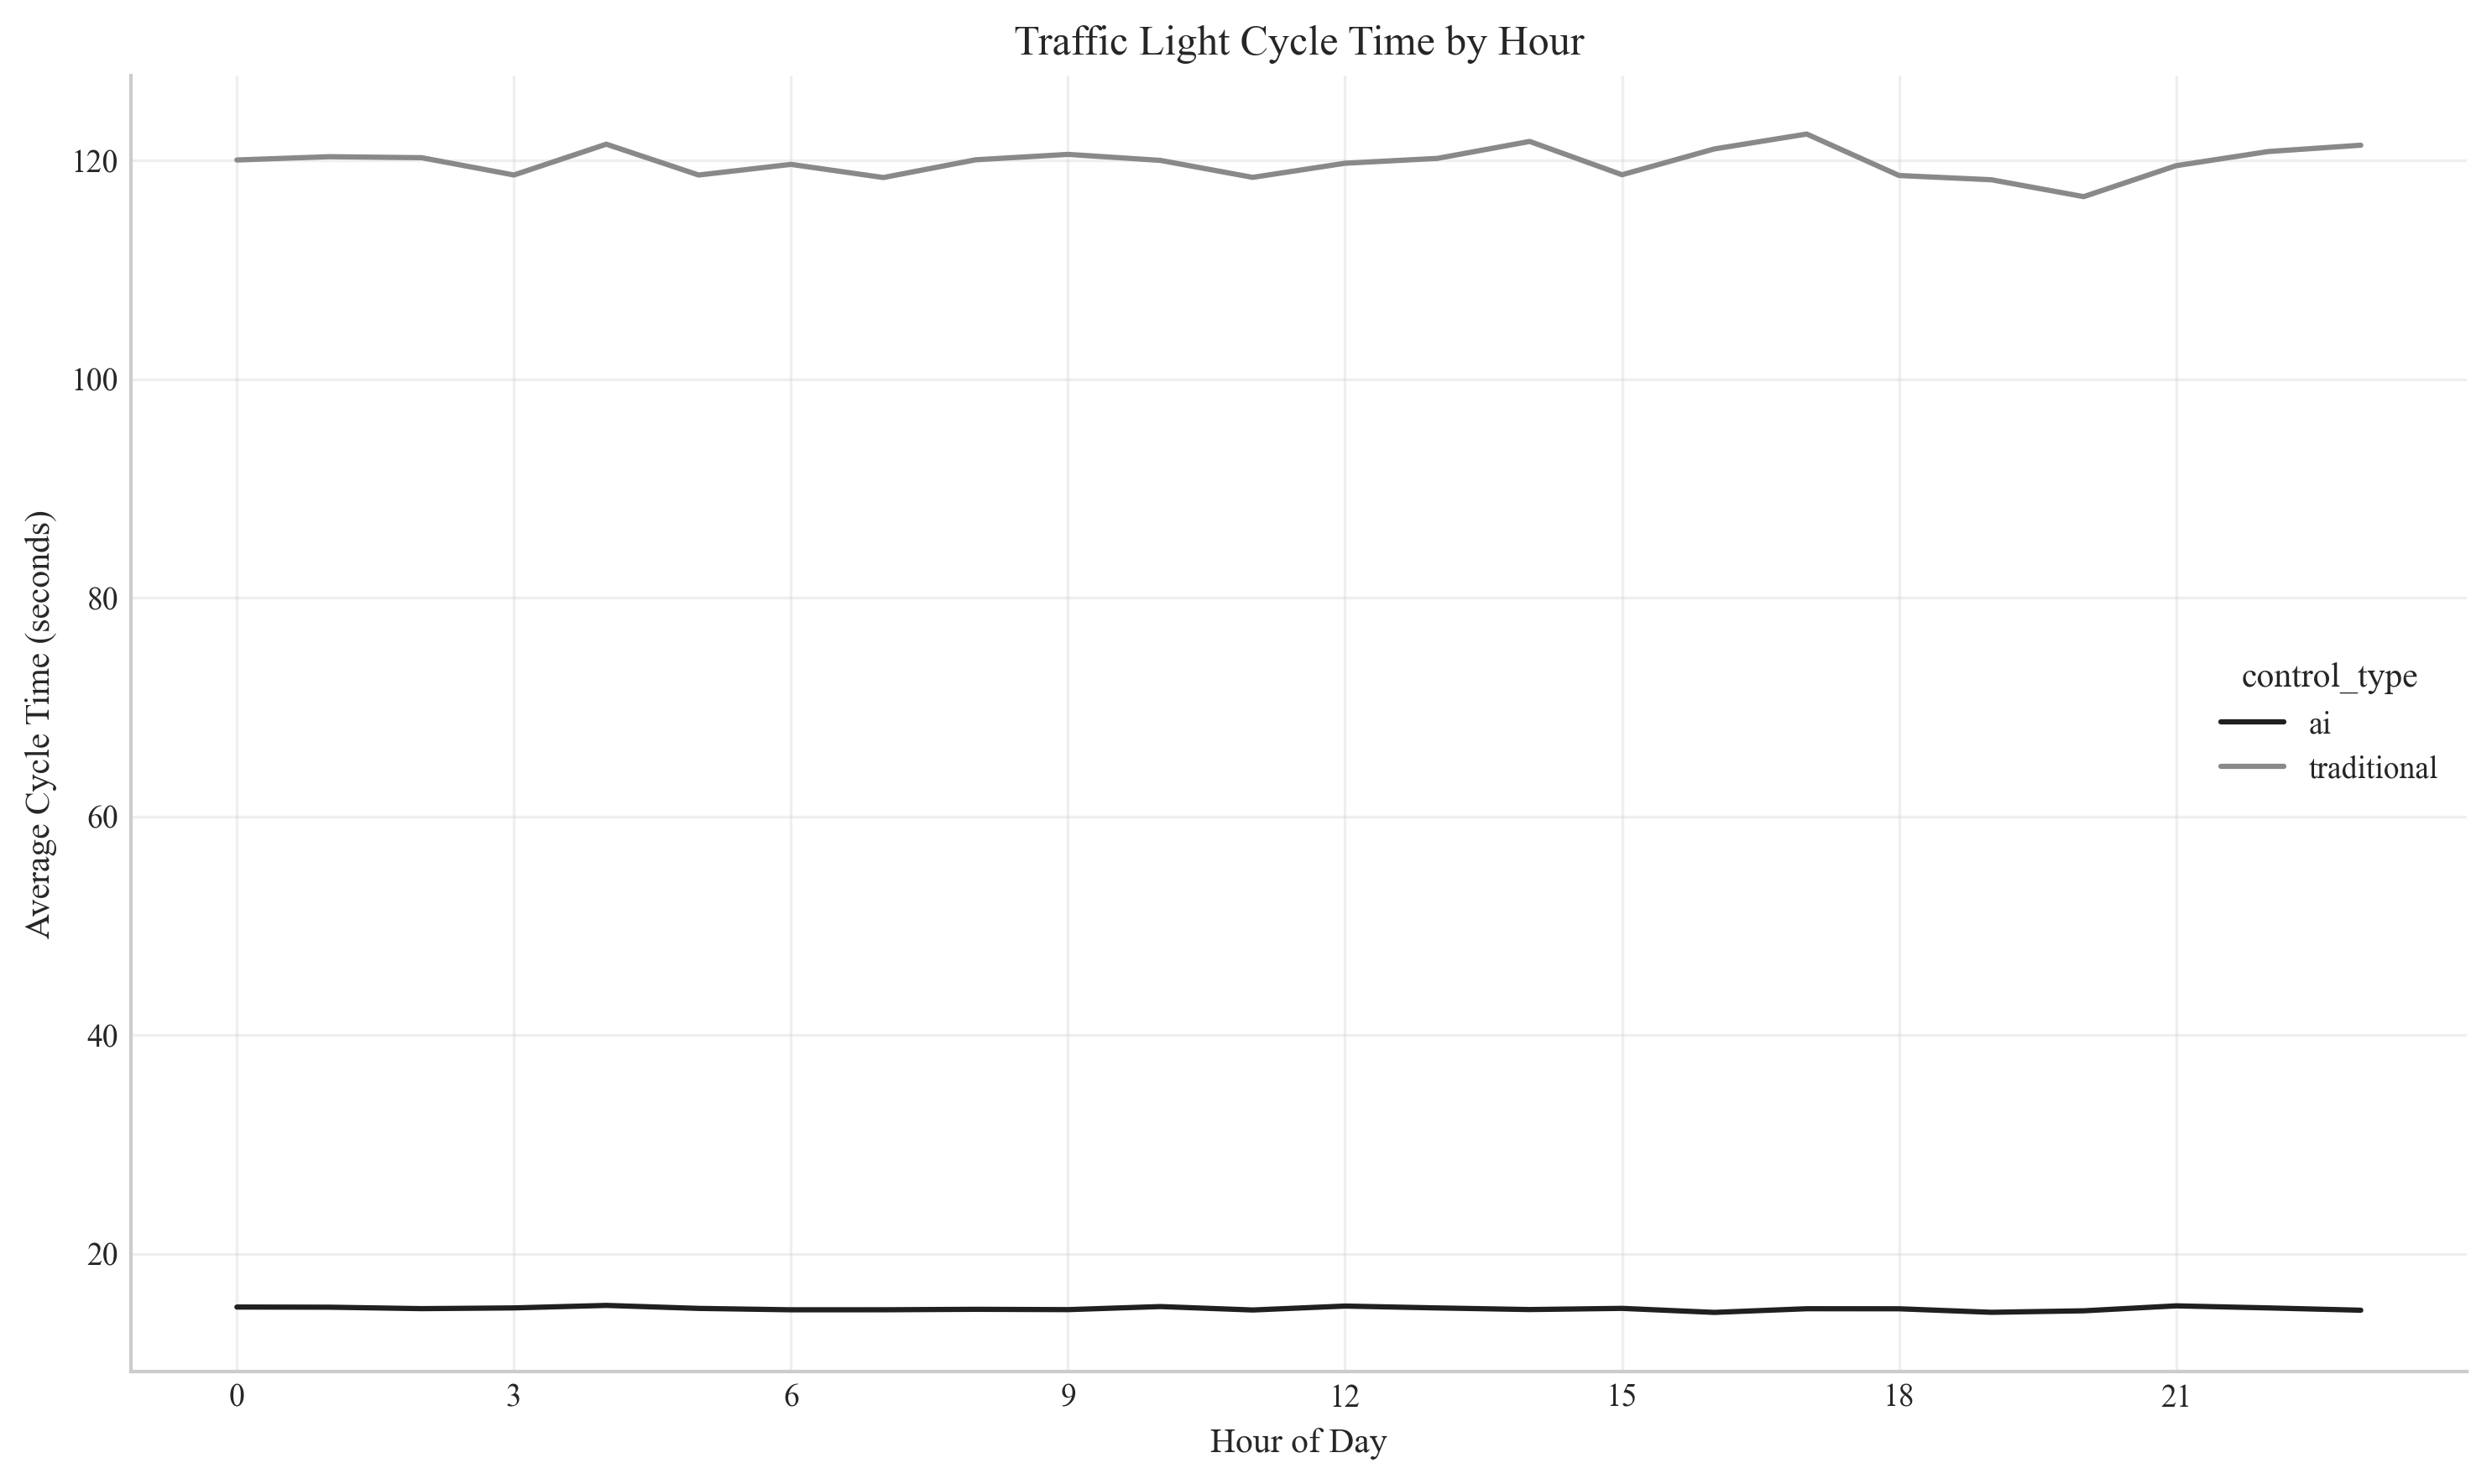 Traffic Light Cycle Time by Hour
Average Cycle Time (seconds)
120
100
80
60
40
20
control_type
ai
traditional
0 3 6 9 12 15 18 21
Hour of Day